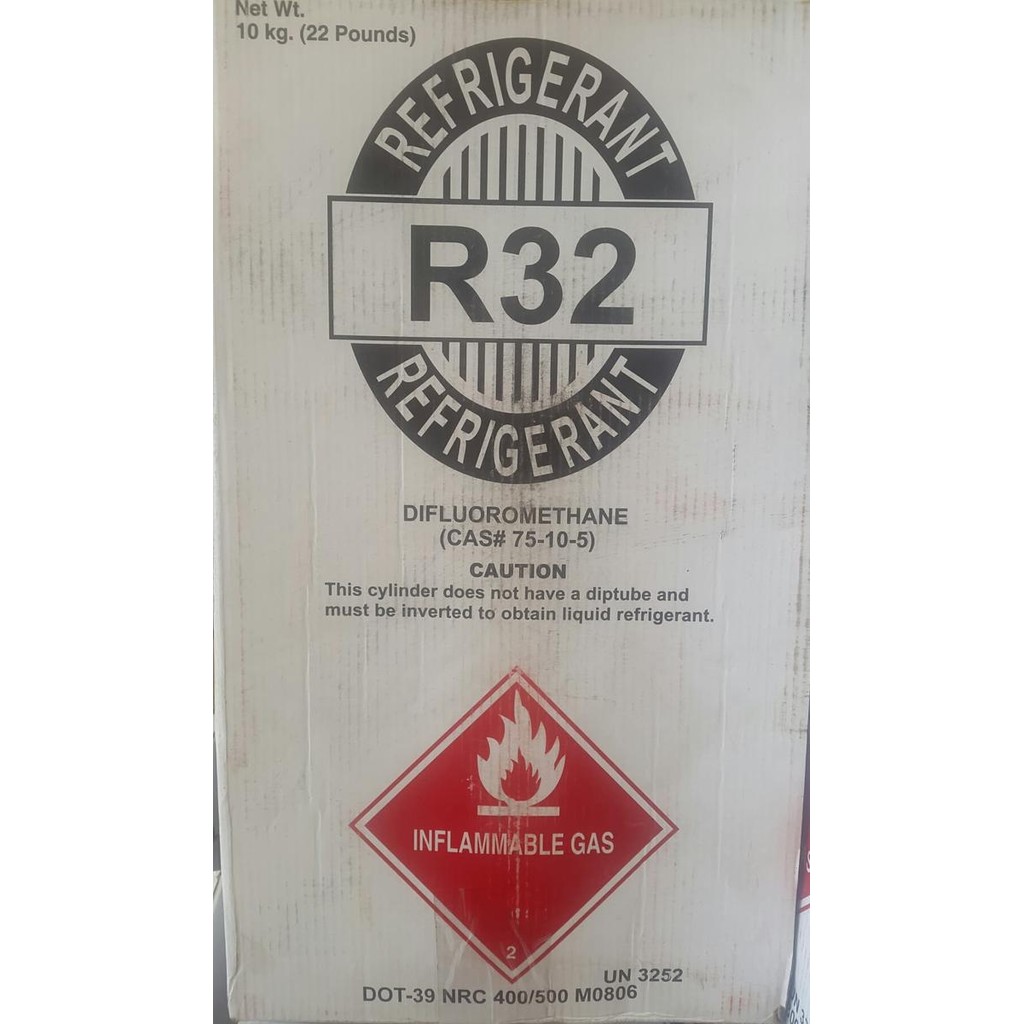 Net Wt.
10 kg. (22 Pounds)
REFRIGERANT
R32
REFRIGERANT
DIFLUOROMETHANE
(CAS# 75-10-5)
CAUTION
This cylinder does not have a diptube and
must be inverted to obtain liquid refrigerant.
INFLAMMABLE GAS
2
UN 3252
DOT-39 NRC 400/500 M0806